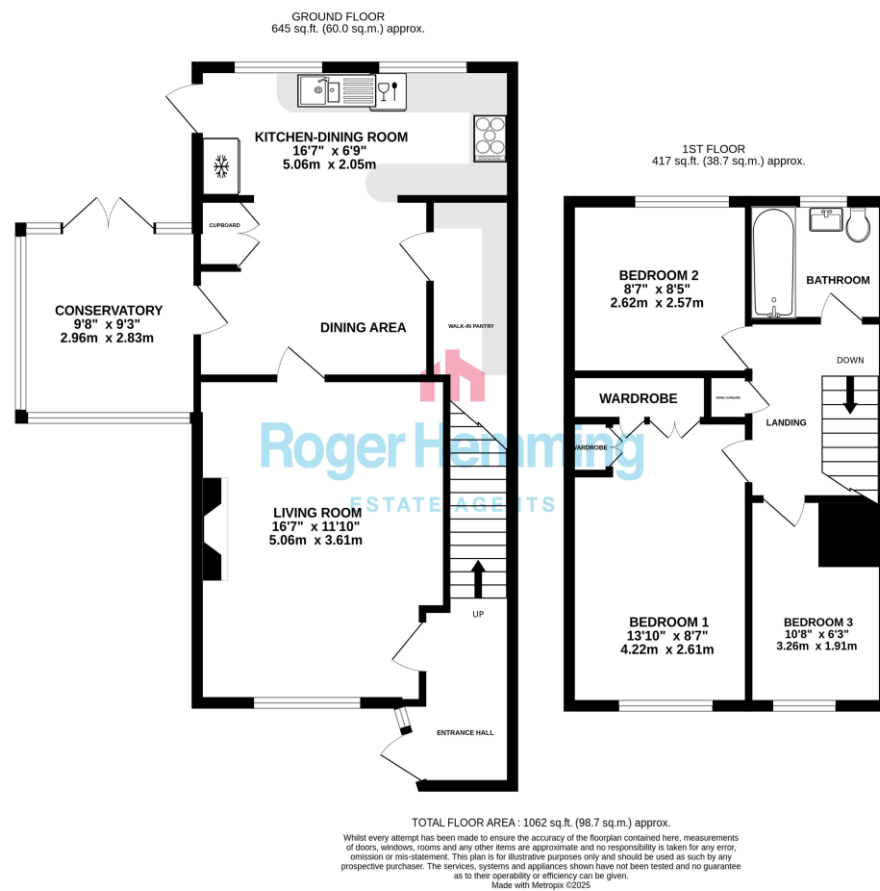 GROUND FLOOR
645 sq.ft. (60.0 sq.m.) approx.
KITCHEN-DINING ROOM
16'7" x 6'9"
5.06m x 2.05m
CUPBOARD
CONSERVATORY
9'8" x 9'3"
2.96m x 2.83m
DINING AREA
WALK-IN PANTRY
LIVING ROOM
16'7" x 11'10"
5.06m x 3.61m
UP
ENTRANCE HALL
1ST FLOOR
417 sq.ft. (38.7 sq.m.) approx.
BEDROOM 2
8'7" x 8'5"
2.62m x 2.57m
BATHROOM
DOWN
WARDROBE
LANDING
WARDROBE
BEDROOM 1
13'10" x 8'7"
4.22m x 2.61m
BEDROOM 3
10'8" x 6'3"
3.26m x 1.91m
Roger Hemming
ESTATE AGENTS
TOTAL FLOOR AREA : 1062 sq.ft. (98.7 sq.m.) approx.
Whilst every attempt has been made to ensure the accuracy of the floorplan contained here, measurements
of doors, windows, rooms and any other items are approximate and no responsibility is taken for any error,
omission or mis-statement. This plan is for illustrative purposes only and should be used as such by any
prospective purchaser. The services, systems and appliances shown have not been tested and no guarantee
as to their operability or efficiency can be given.
Made with Metropix ©2025